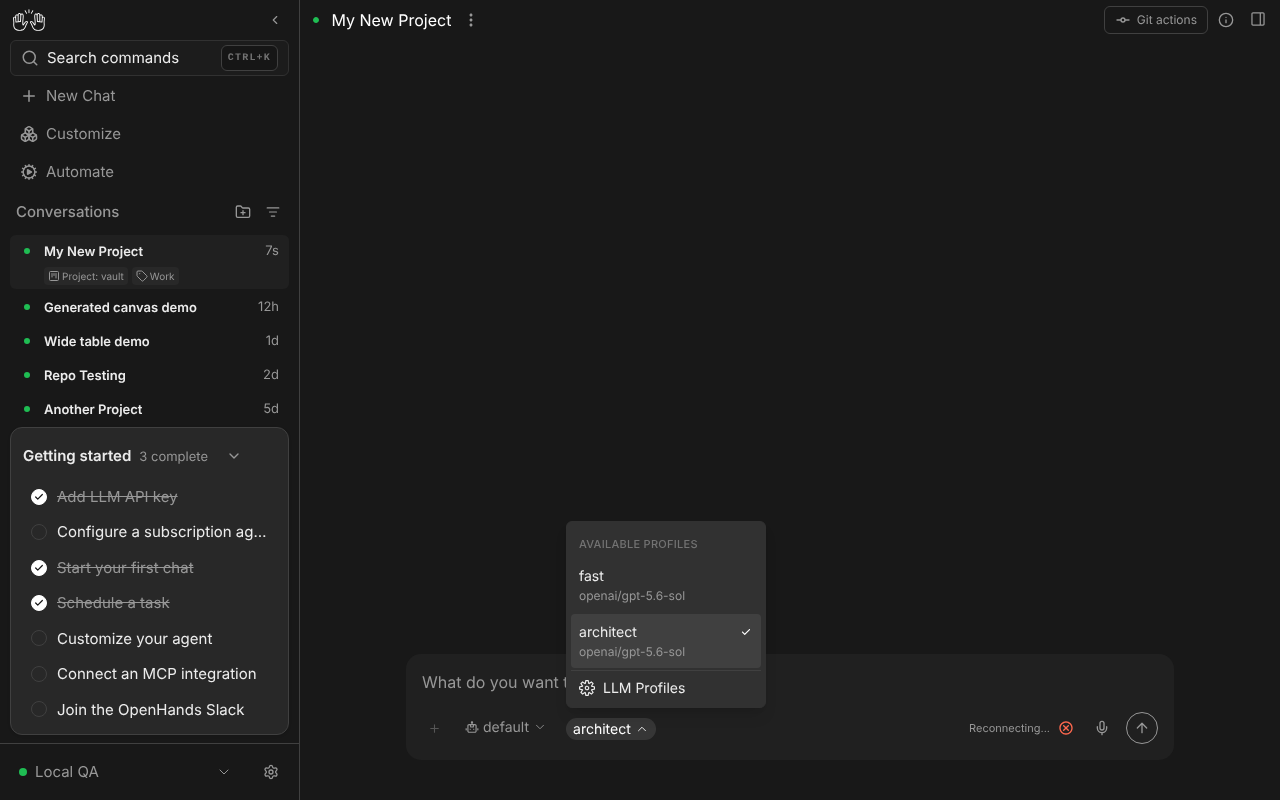 My New Project
Git actions
Search commands
CTRL+K
New Chat
Customize
Automate
Conversations
My New Project 7s
Project: vault Work
Generated canvas demo 12h
Wide table demo 1d
Repo Testing 2d
Another Project 5d
Getting started 3 complete
Add LLM API key
Configure a subscription ag...
Start your first chat
Schedule a task
Customize your agent
Connect an MCP integration
Join the OpenHands Slack
Local QA
AVAILABLE PROFILES
fast
openai/gpt-5.6-sol
architect
openai/gpt-5.6-sol
LLM Profiles
What do you want
default architect Reconnecting...